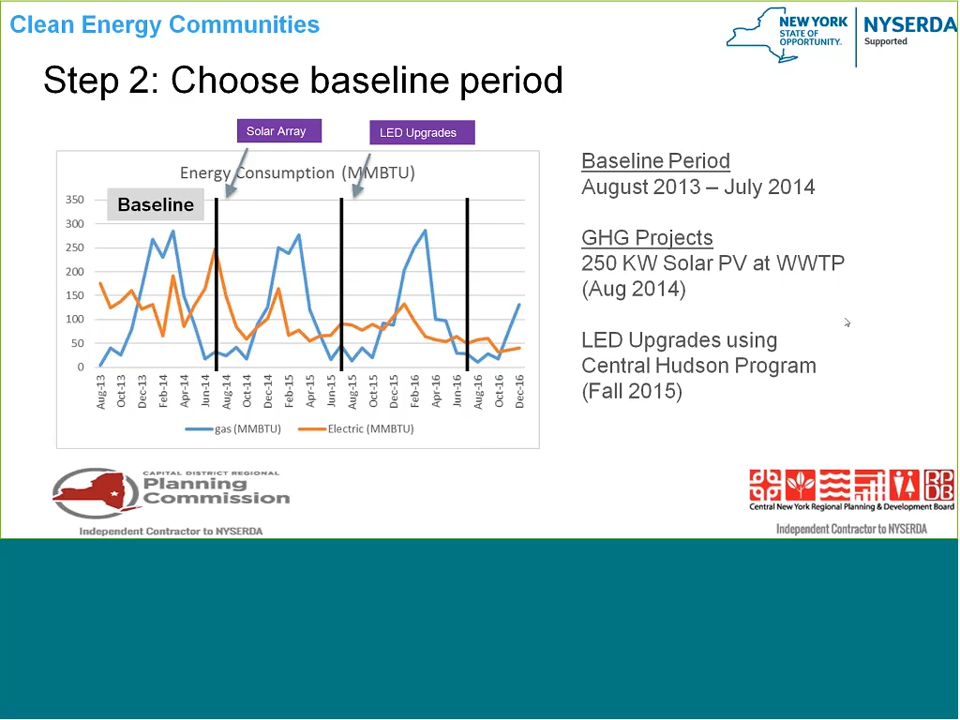 Clean Energy Communities
NEW YORK
STATE OF
OPPORTUNITY.
NYSERDA
Supported
Step 2: Choose baseline period
Solar Array
LED Upgrades
Energy Consumption (MMBTU)
350
300
250
200
150
100
50
0
Baseline
Aug-13
Oct-13
Dec-13
Feb-14
Apr-14
Jun-14
Aug-14
Oct-14
Dec-14
Feb-15
Apr-15
Jun-15
Aug-15
Oct-15
Dec-15
Feb-16
Apr-16
Jun-16
Aug-16
Oct-16
Dec-16
gas (MMBTU)
Electric (MMBTU)
Baseline Period
August 2013 – July 2014
GHG Projects
250 KW Solar PV at WWTP
(Aug 2014)
LED Upgrades using
Central Hudson Program
(Fall 2015)
CAPITAL DISTRICT REGIONAL
Planning
Commission
Independent Contractor to NYSERDA
RP
DB
Central New York Regional Planning & Development Board
Independent Contractor to NYSERDA